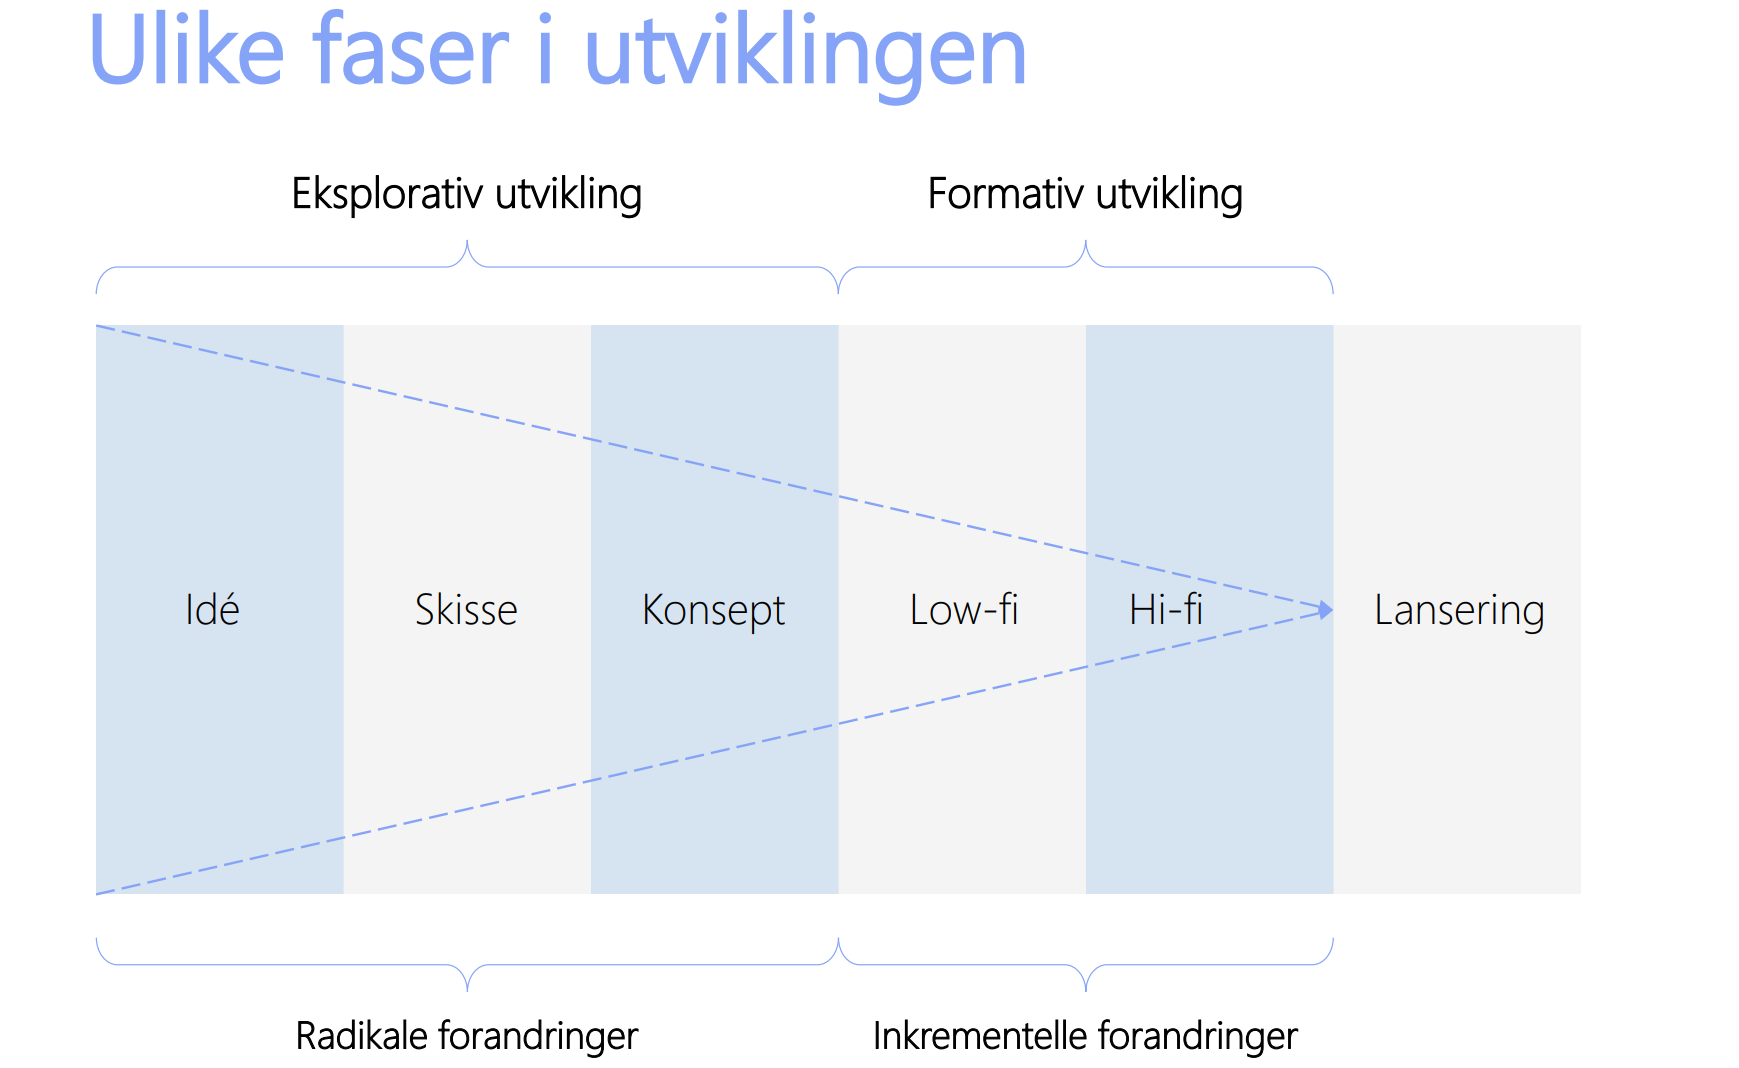 Ulike faser i utviklingen
Eksplorativ utvikling
Formativ utvikling
Idé
Skisse
Konsept
Low-fi
Hi-fi
Lansering
Radikale forandringer
Inkrementelle forandringer